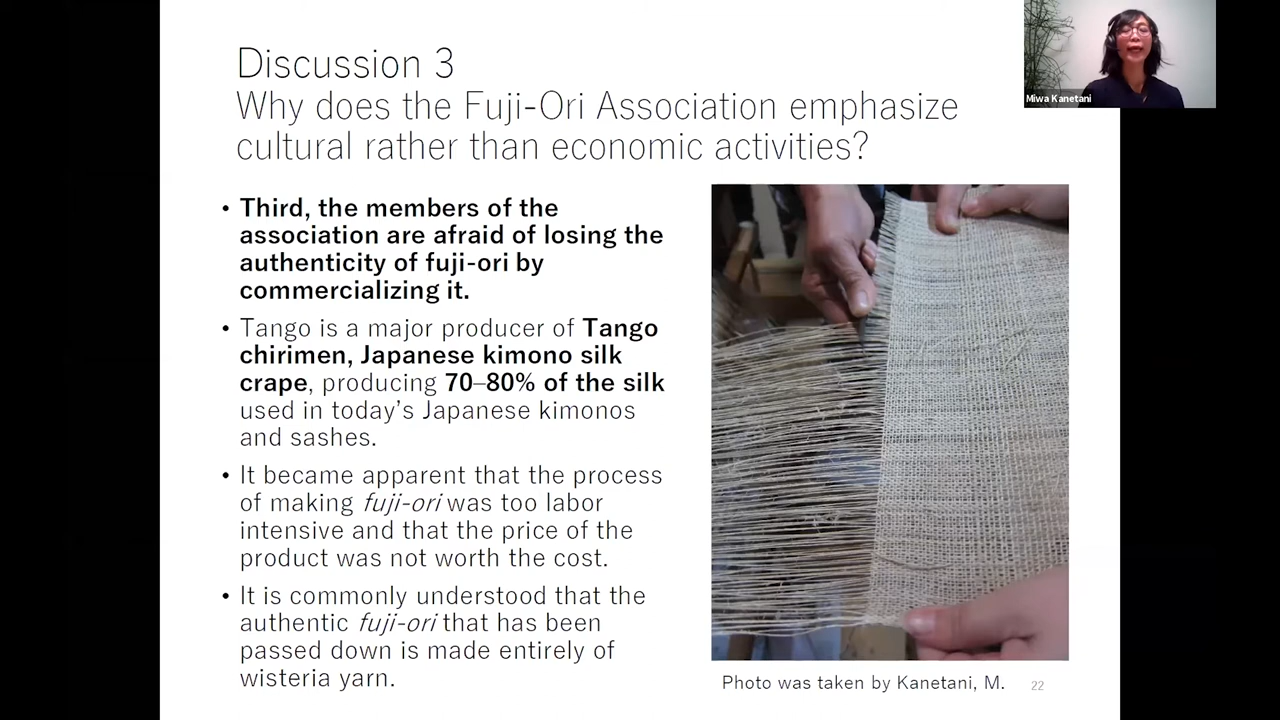 Discussion 3
Why does the Fuji-Ori Association emphasize
cultural rather than economic activities?
Miwa Kanetani
• Third, the members of the
association are afraid of losing the
authenticity of fuji-ori by
commercializing it.
• Tango is a major producer of Tango
chirimen, Japanese kimono silk
crape, producing 70–80% of the silk
used in today's Japanese kimonos
and sashes.
• It became apparent that the process
of making fuji-ori was too labor
intensive and that the price of the
product was not worth the cost.
• It is commonly understood that the
authentic fuji-ori that has been
passed down is made entirely of
wisteria yarn.
Photo was taken by Kanetani, M.
22